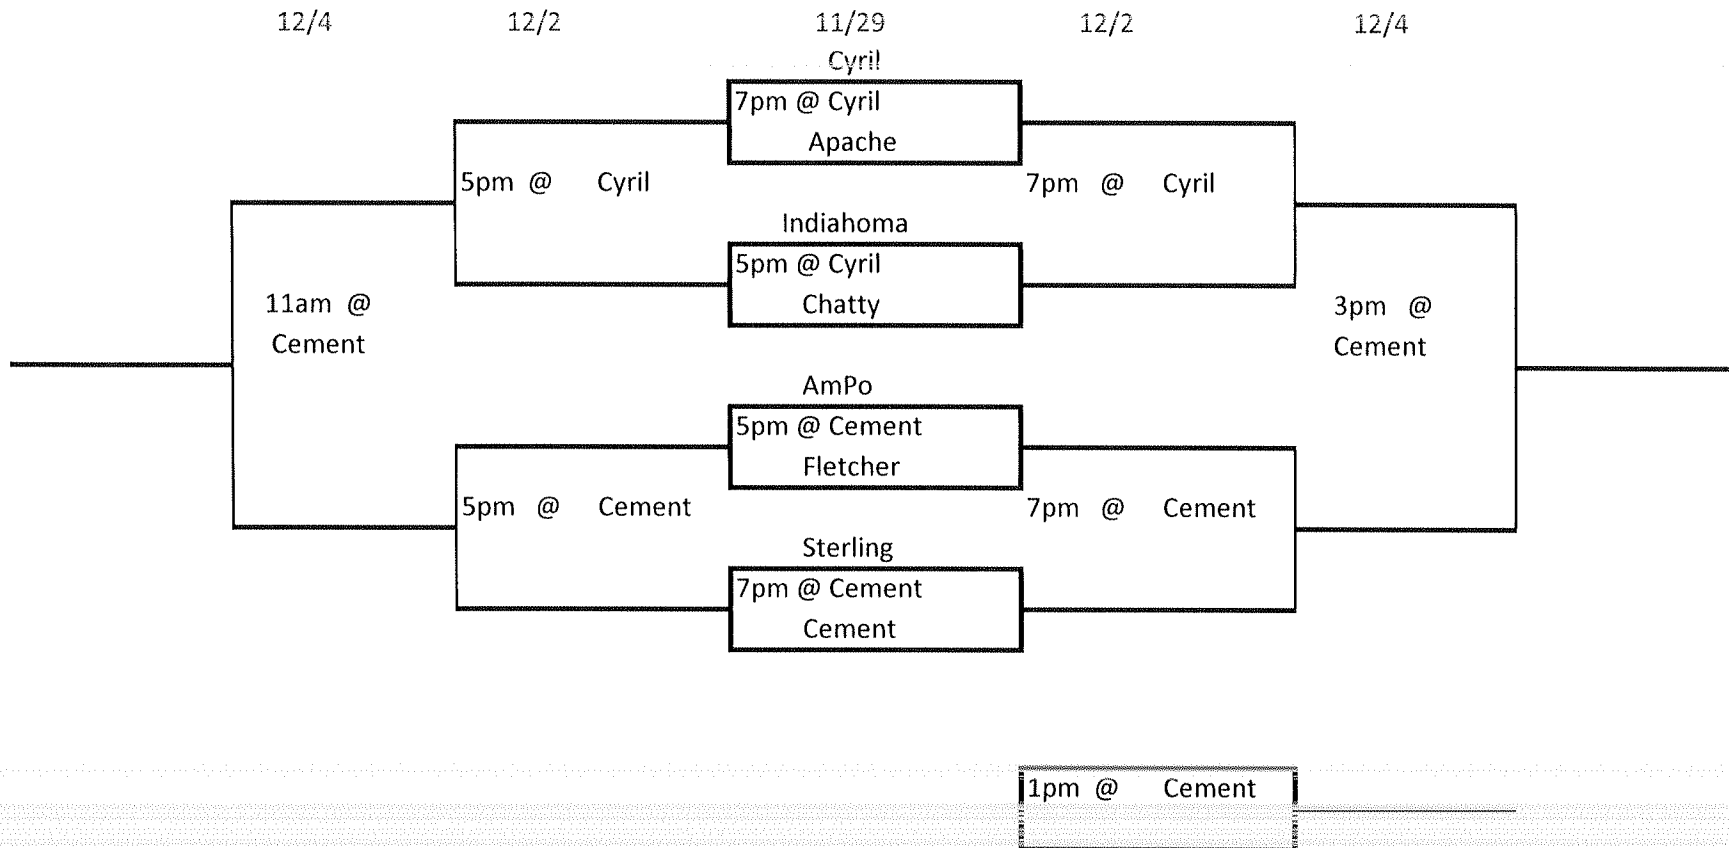 12/4 12/2 11/29 12/2 12/4
Cyril
7pm @ Cyril
Apache
5pm @ Cyril
7pm @ Cyril
Indiahoma
5pm @ Cyril
Chatty
11am @
Cement
3pm @
Cement
AmPo
5pm @ Cement
Fletcher
5pm @ Cement
7pm @ Cement
Sterling
7pm @ Cement
Cement
1pm @ Cement